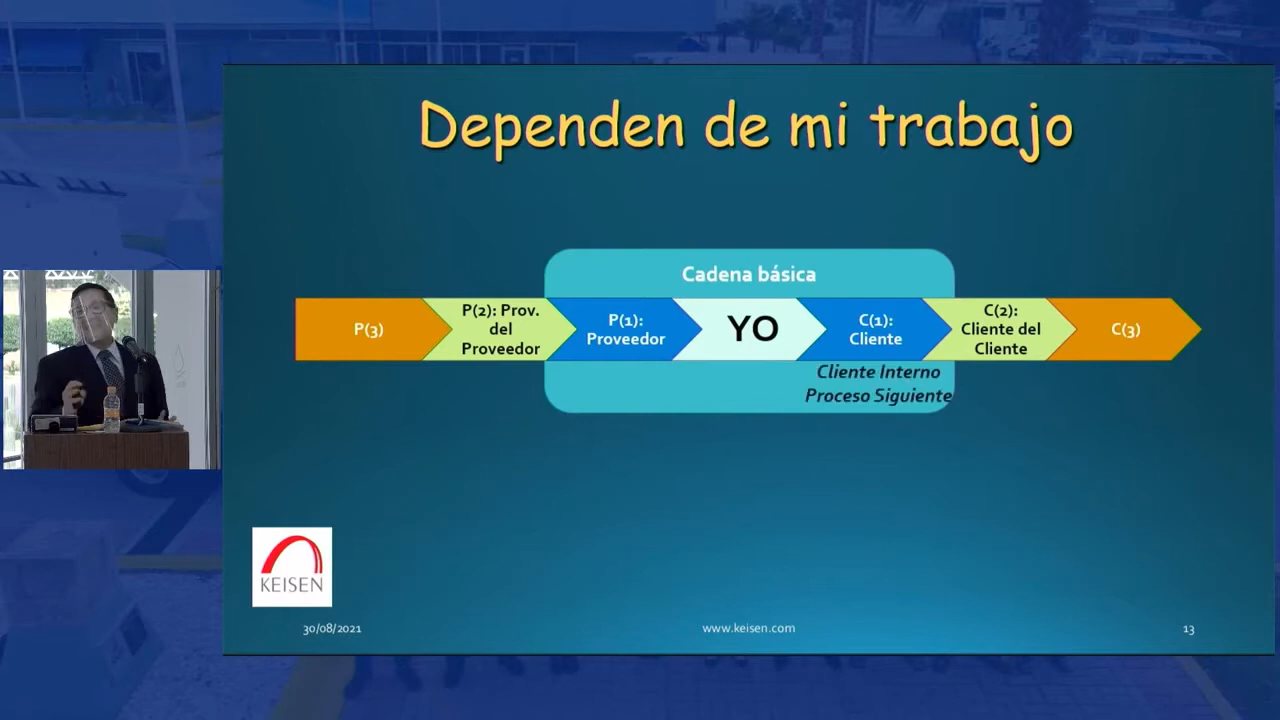 Dependen de mi trabajo
Cadena básica
P(3)
P(2): Prov.
del
Proveedor
P(1):
Proveedor
YO
C(1):
Cliente
C(2):
Cliente del
Cliente
C(3)
Cliente Interno
Proceso Siguiente
KEISEN
30/08/2021
www.keisen.com
13